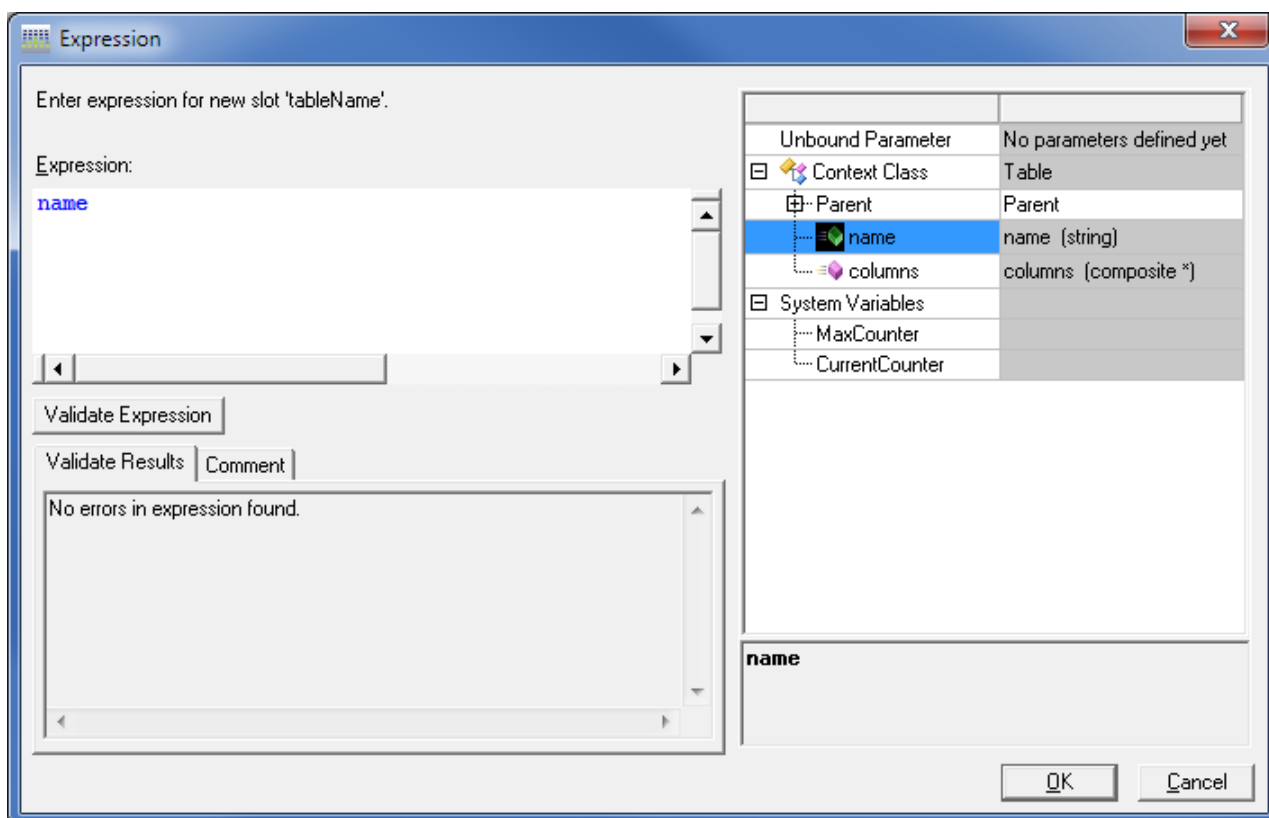 Expression
Enter expression for new slot 'tableName'.
Expression:
name
Validate Expression
Validate Results Comment
No errors in expression found.
Unbound Parameter No parameters defined yet
Context Class Table
Parent Parent
name name (string)
columns columns (composite *)
System Variables
MaxCounter
CurrentCounter
name
OK Cancel